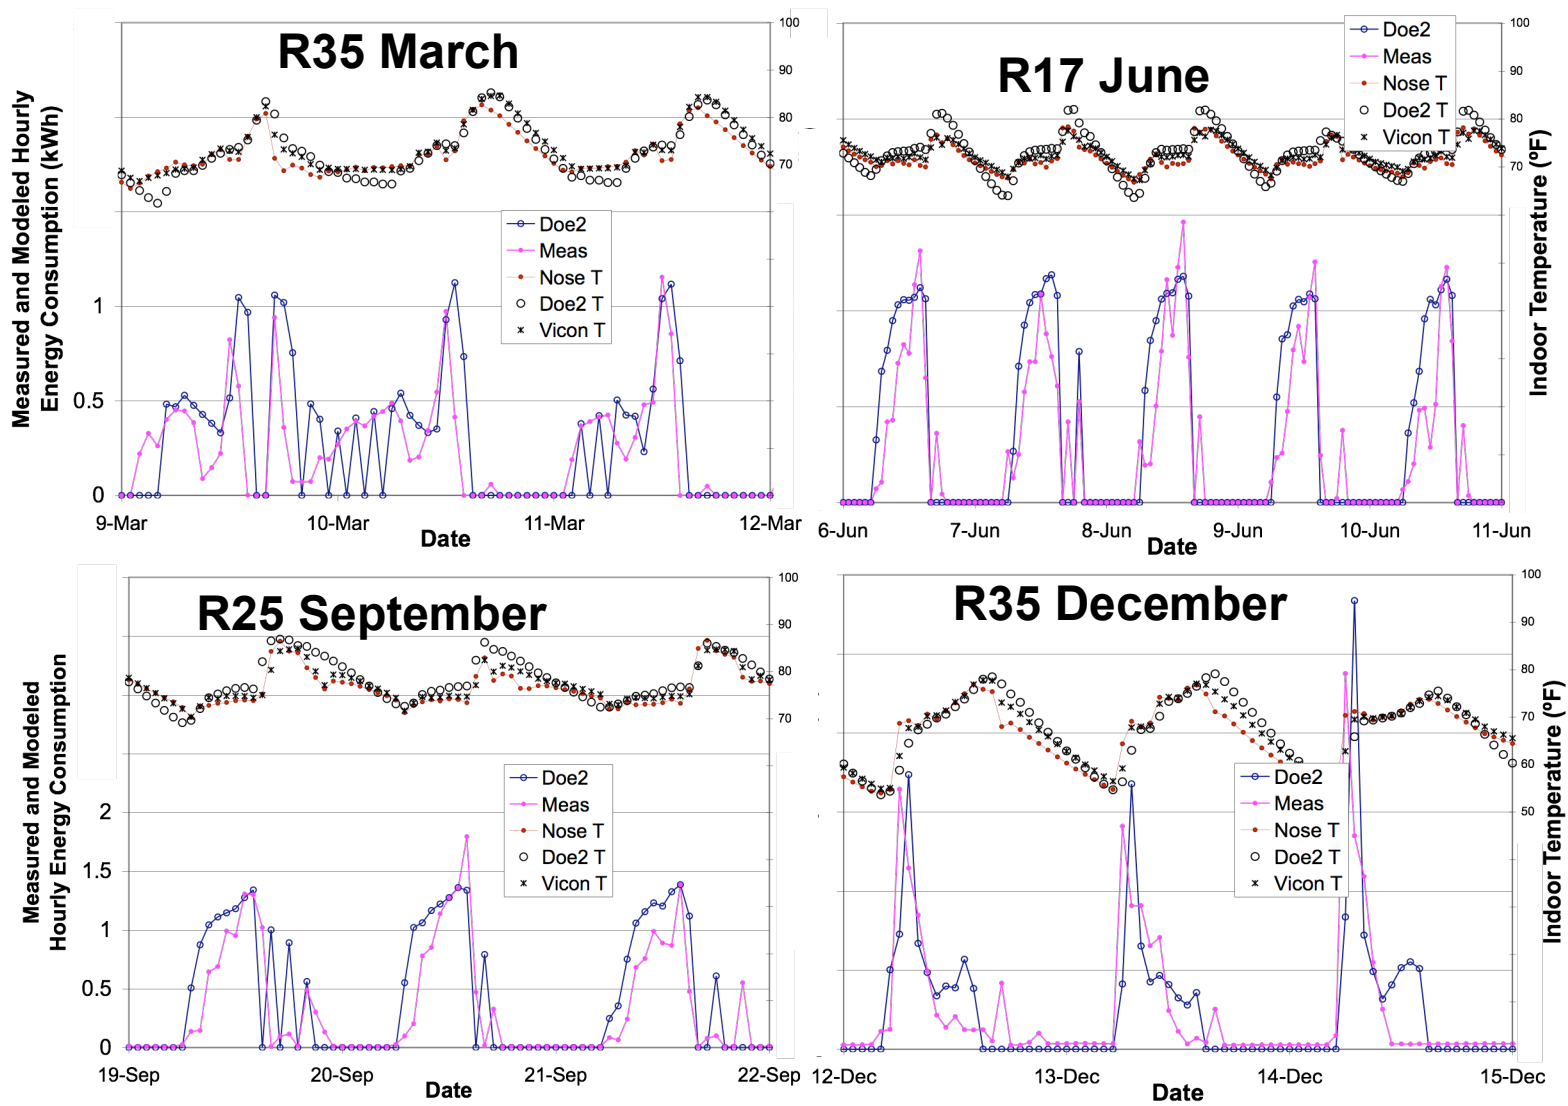 R35 March
100
90
80
70
Measured and Modeled Hourly
Energy Consumption (kWh)
1
0.5
0
Doe2
Meas
Nose T
Doe2 T
Vicon T
9-Mar
10-Mar
11-Mar
12-Mar
Date
R17 June
Doe2
Meas
Nose T
Doe2 T
Vicon T
100
90
80
70
Indoor Temperature (ºF)
6-Jun
7-Jun
8-Jun
9-Jun
10-Jun
11-Jun
Date
R25 September
100
90
80
70
Measured and Modeled
Hourly Energy Consumption
2
1.5
1
0.5
0
Doe2
Meas
Nose T
Doe2 T
Vicon T
19-Sep
20-Sep
21-Sep
22-Sep
Date
R35 December
100
90
80
70
60
50
Indoor Temperature (ºF)
Doe2
Meas
Nose T
Doe2 T
Vicon T
12-Dec
13-Dec
14-Dec
15-Dec
Date